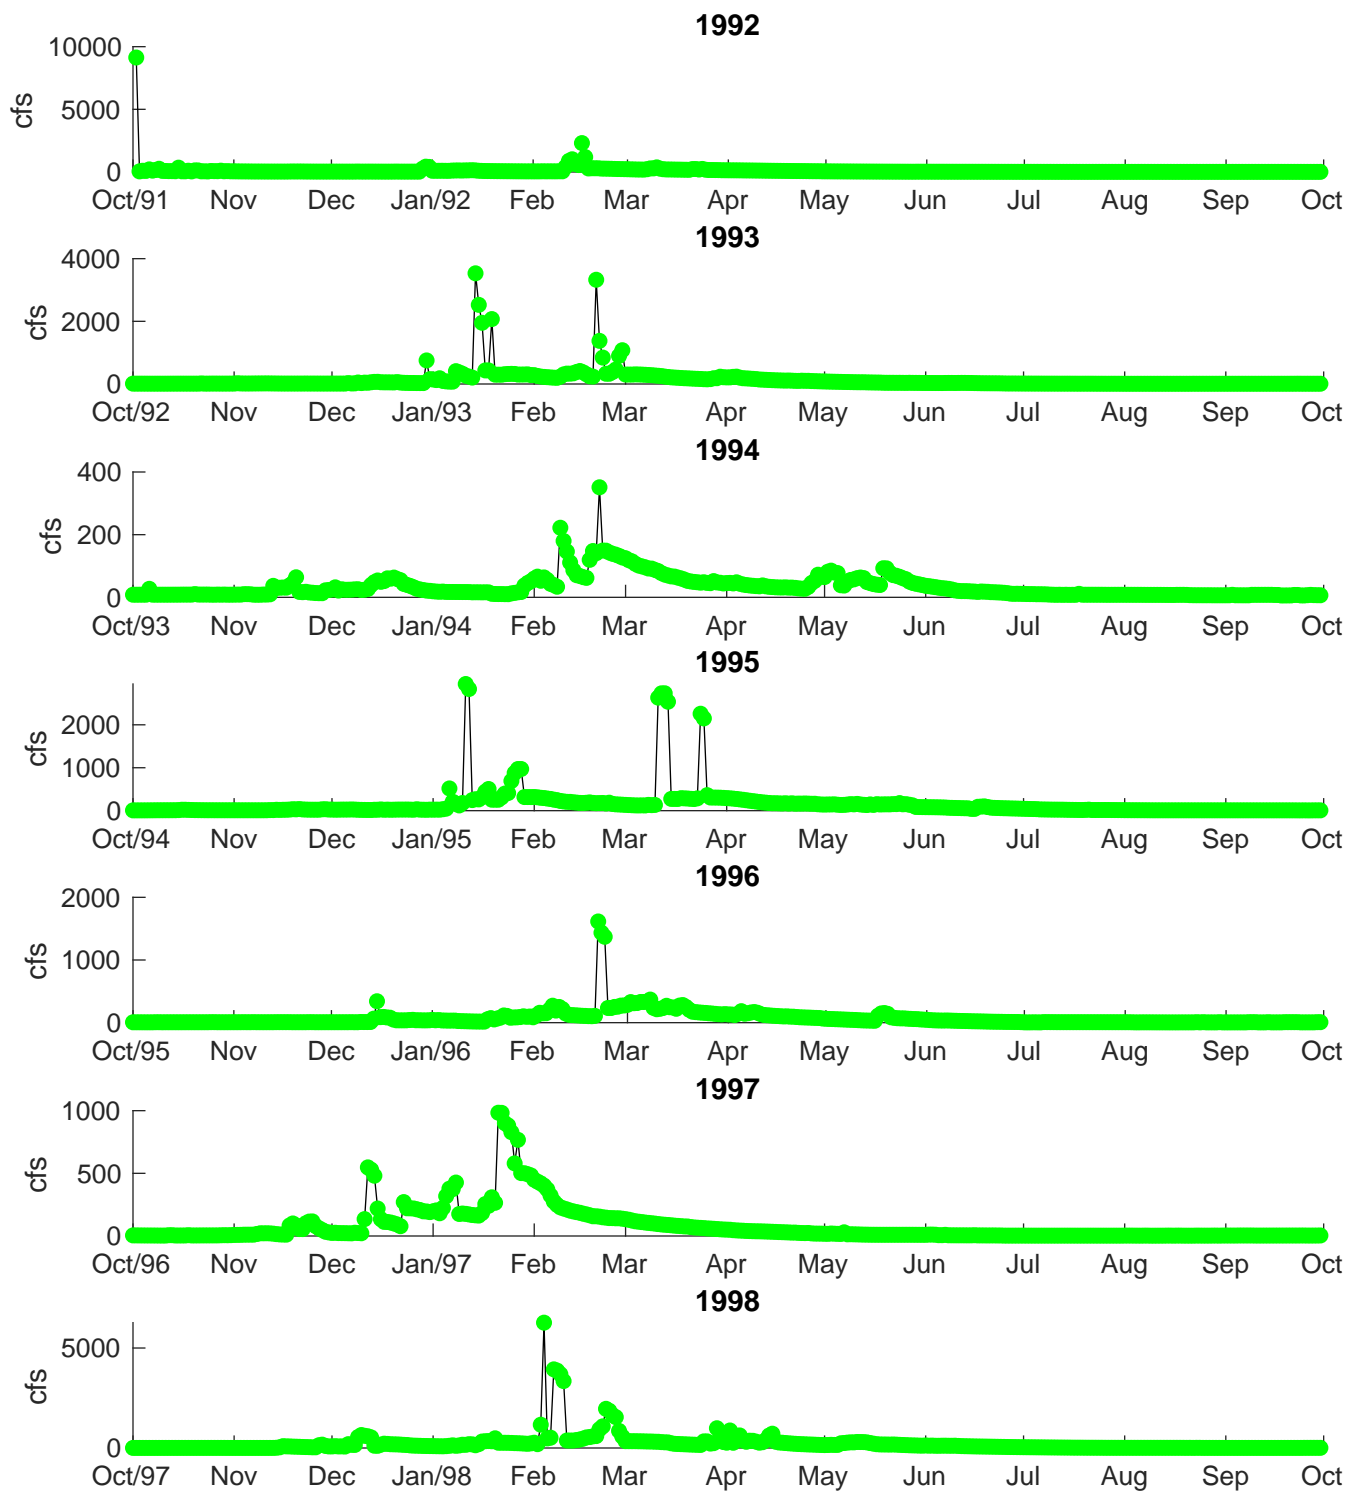 1992
10000
5000
0
cfs
Oct/91 Nov Dec Jan/92 Feb Mar Apr May Jun Jul Aug Sep Oct
1993
4000
2000
0
cfs
Oct/92 Nov Dec Jan/93 Feb Mar Apr May Jun Jul Aug Sep Oct
1994
400
200
0
cfs
Oct/93 Nov Dec Jan/94 Feb Mar Apr May Jun Jul Aug Sep Oct
1995
2000
1000
0
cfs
Oct/94 Nov Dec Jan/95 Feb Mar Apr May Jun Jul Aug Sep Oct
1996
2000
1000
0
cfs
Oct/95 Nov Dec Jan/96 Feb Mar Apr May Jun Jul Aug Sep Oct
1997
1000
500
0
cfs
Oct/96 Nov Dec Jan/97 Feb Mar Apr May Jun Jul Aug Sep Oct
1998
5000
0
cfs
Oct/97 Nov Dec Jan/98 Feb Mar Apr May Jun Jul Aug Sep Oct